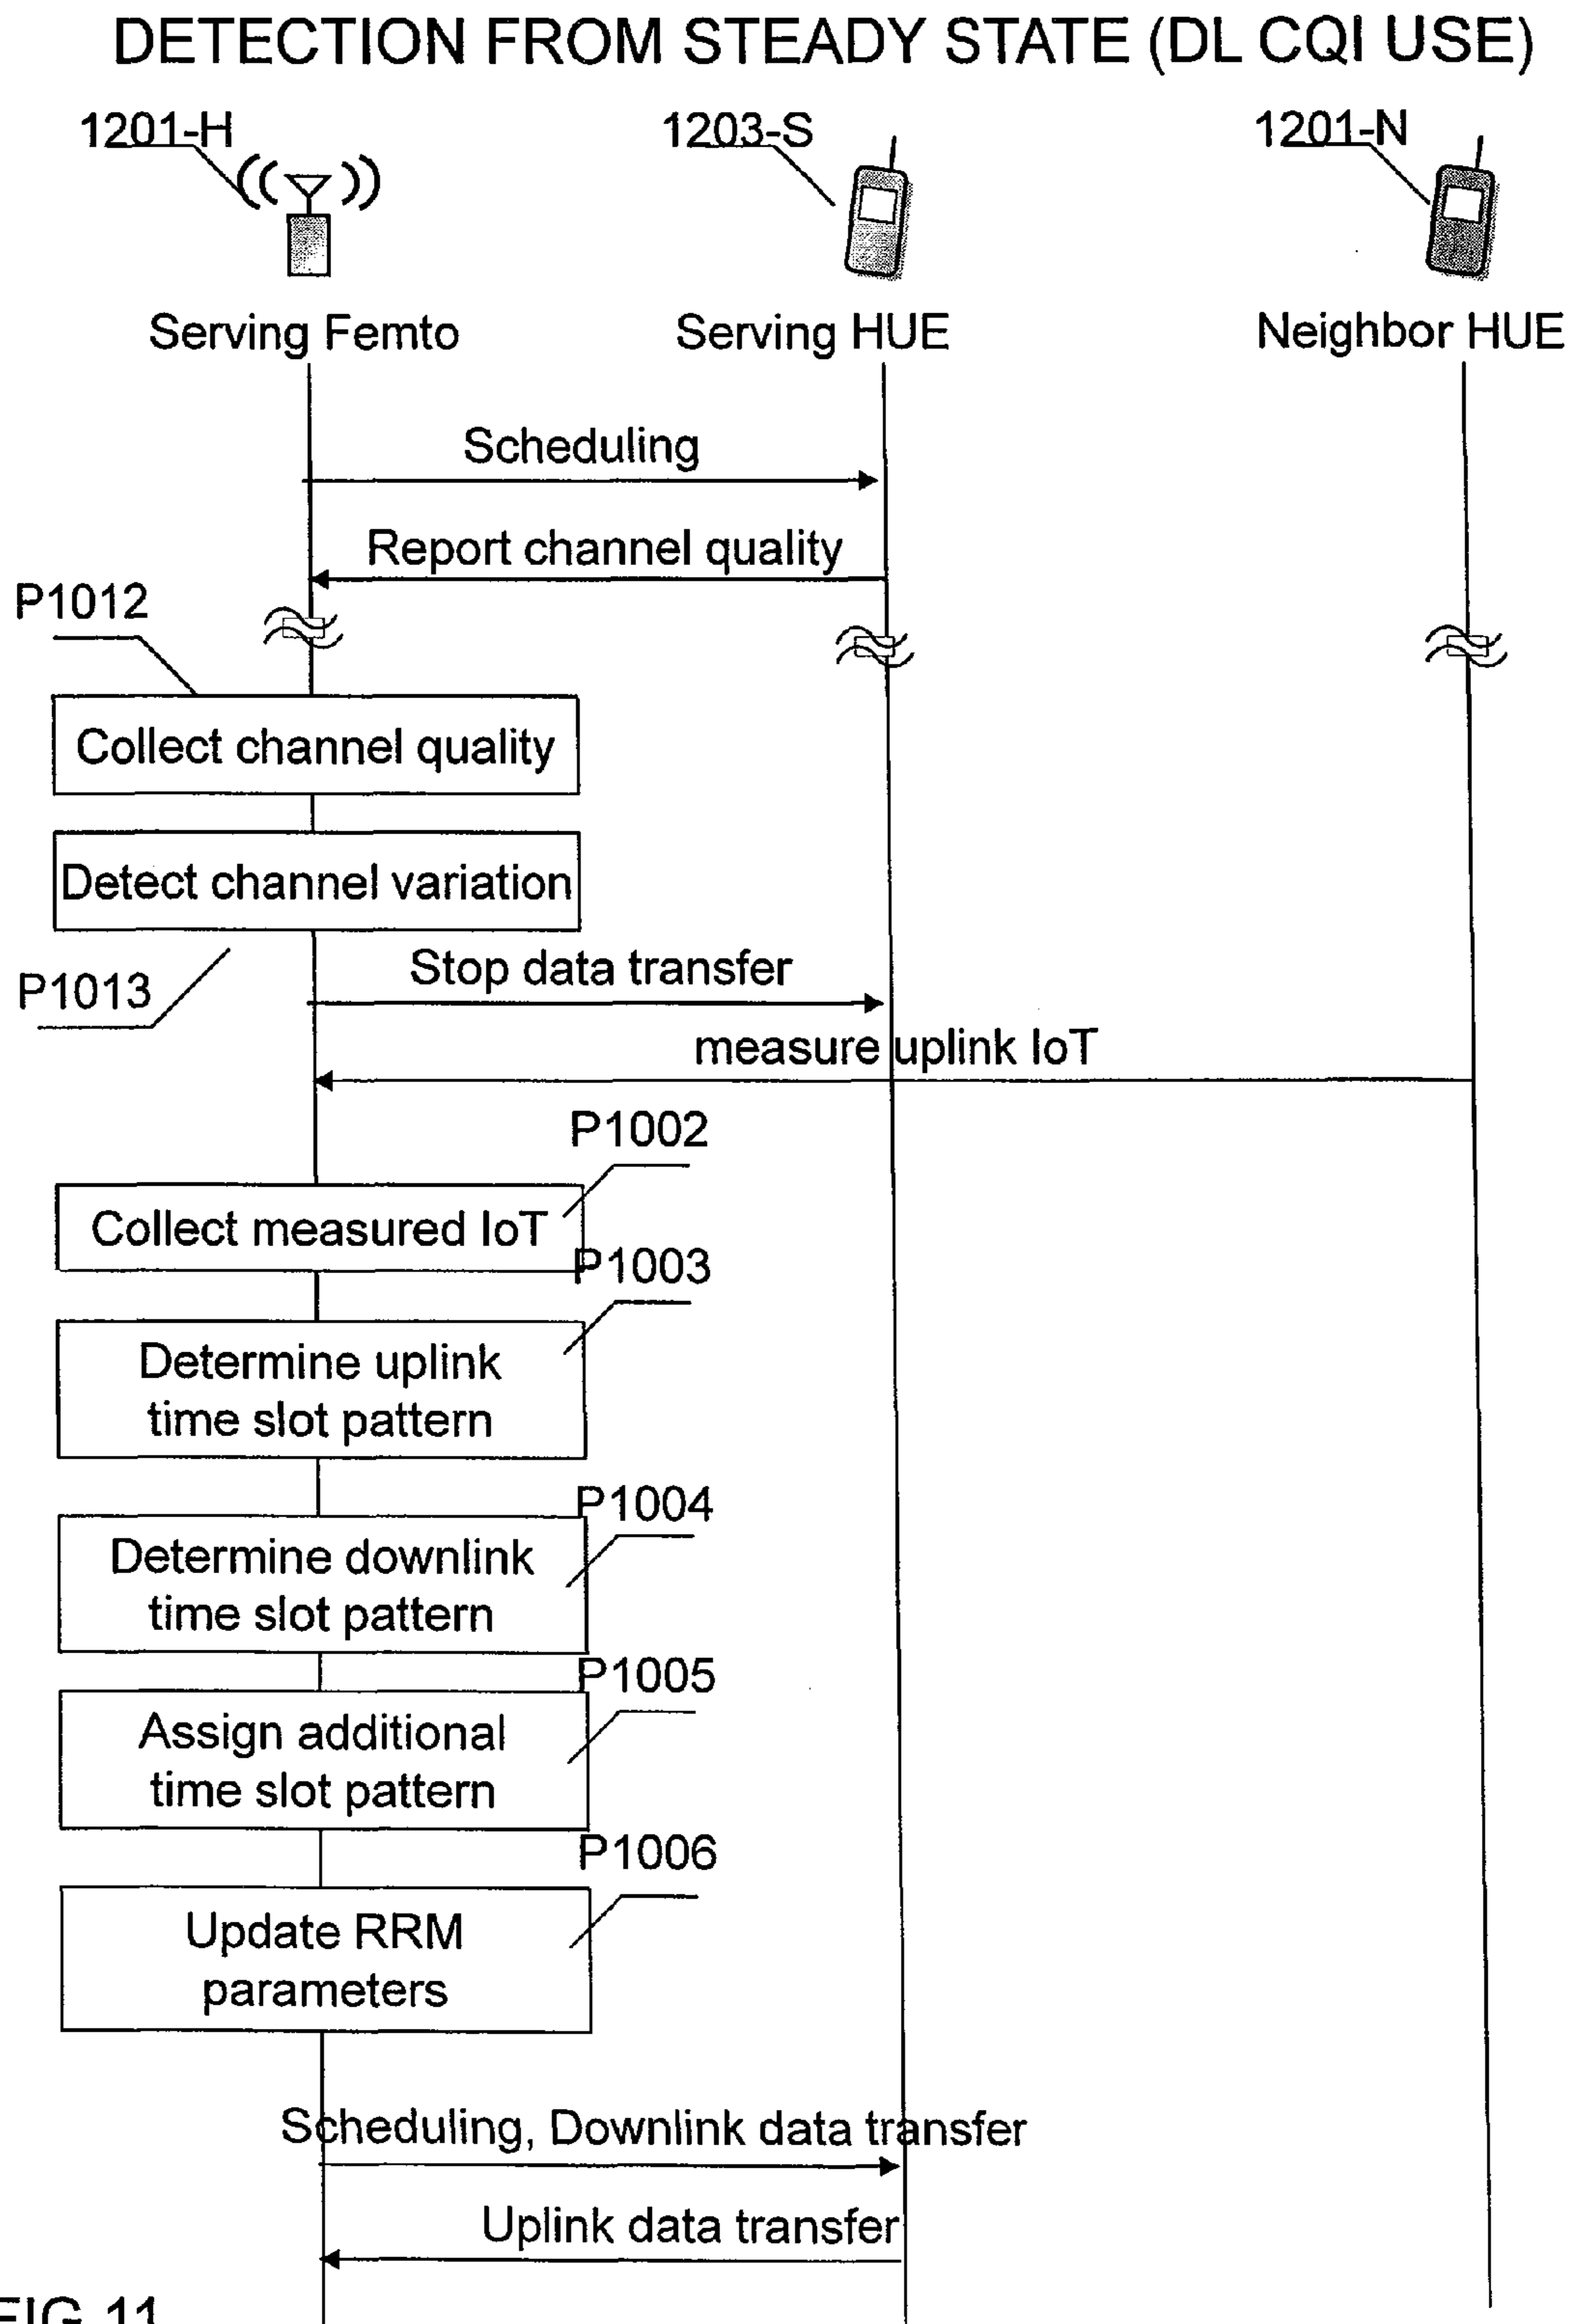 DETECTION FROM STEADY STATE (DL CQI USE)
1201-H
1203-S
1201-N
Serving Femto
Serving HUE
Neighbor HUE
Scheduling
Report channel quality
P1012
Collect channel quality
Detect channel variation
P1013
Stop data transfer
measure uplink IoT
P1002
Collect measured IoT
P1003
Determine uplink
time slot pattern
P1004
Determine downlink
time slot pattern
P1005
Assign additional
time slot pattern
P1006
Update RRM
parameters
Scheduling, Downlink data transfer
Uplink data transfer
FIG.11